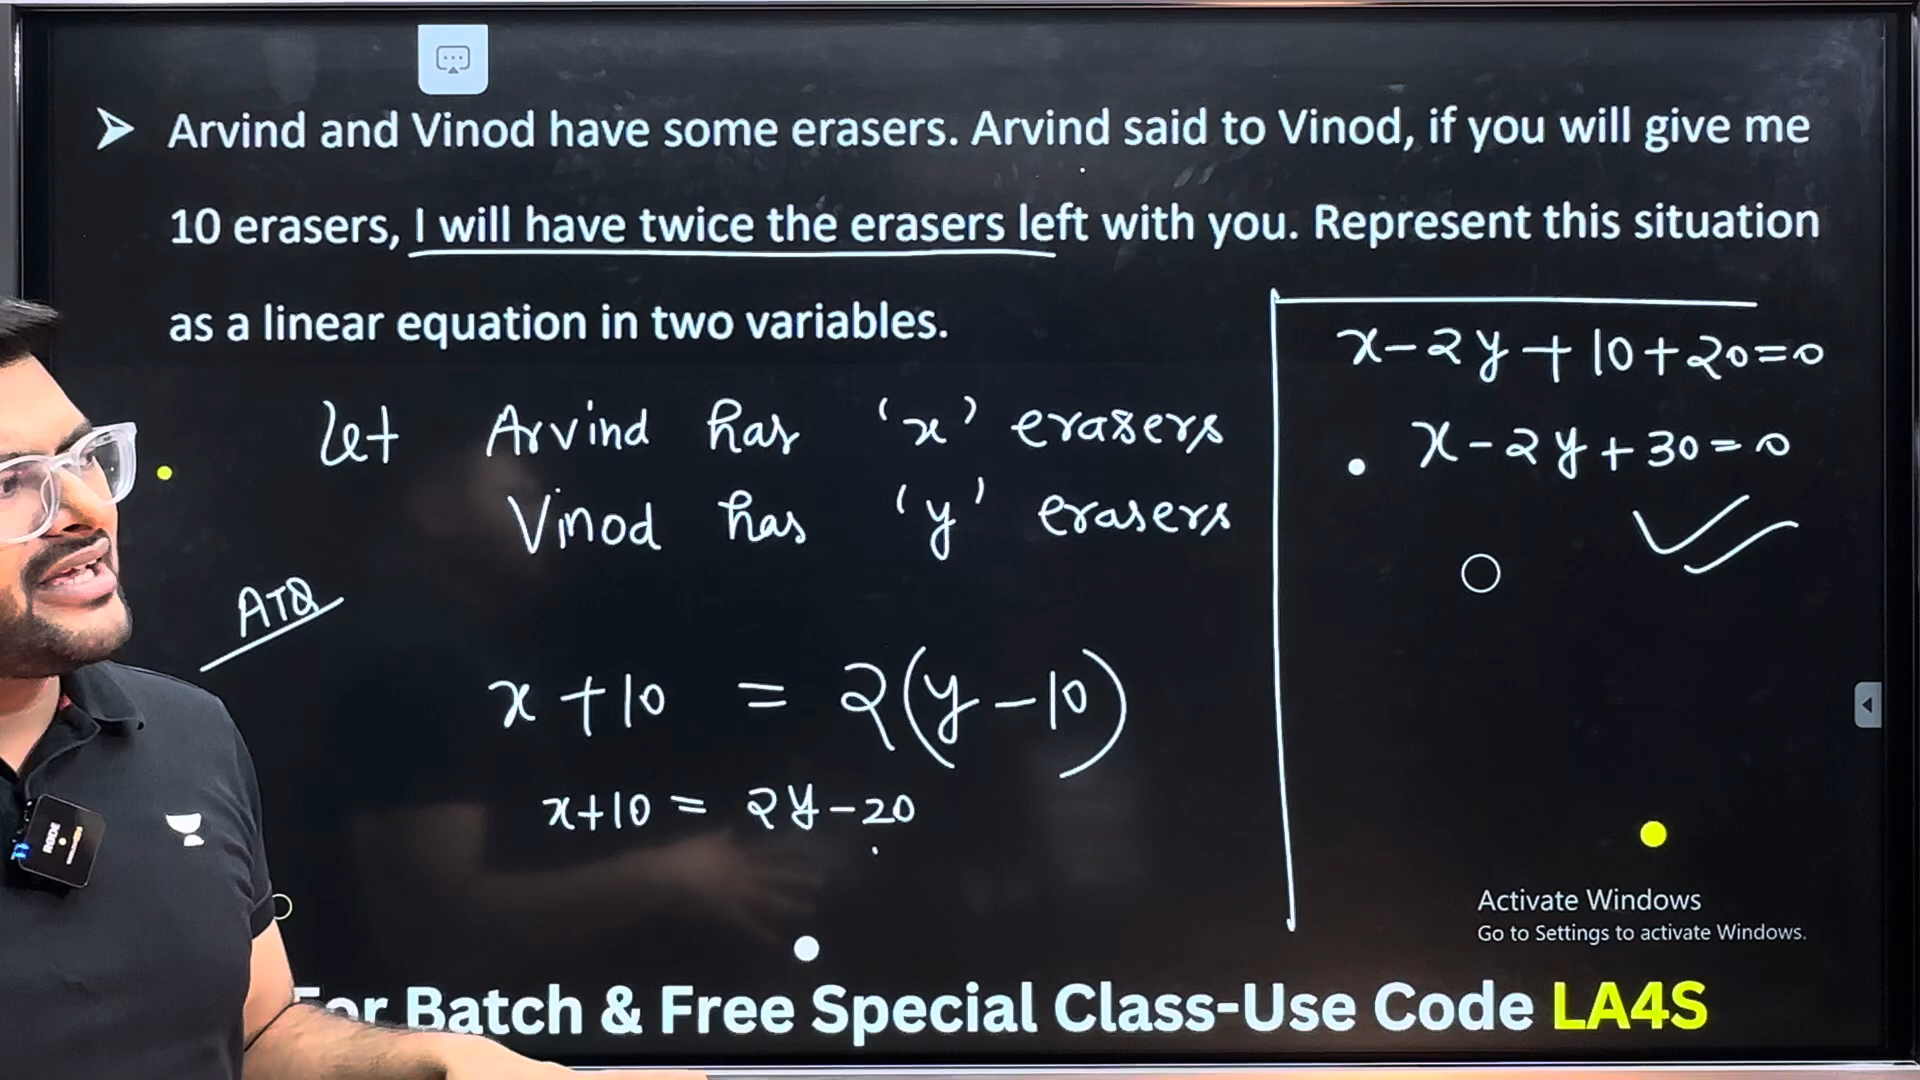 ➤ Arvind and Vinod have some erasers. Arvind said to Vinod, if you will give me
10 erasers, I will have twice the erasers left with you. Represent this situation
as a linear equation in two variables.
Let Arvind has 'x' erasers
Vinod has 'y' erasers
ATQ
x + 10 = 2(y - 10)
x+10 = 2y - 20
x - 2y + 10 + 20 = 0
x - 2y + 30 = 0
RØDE
Activate Windows
Go to Settings to activate Windows.
For Batch & Free Special Class-Use Code LA4S